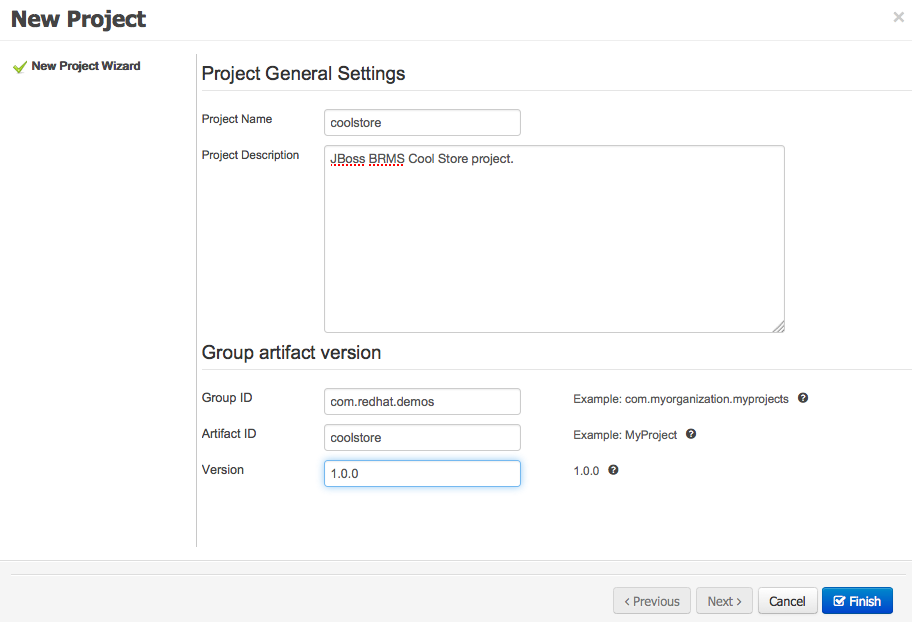 New Project
×
New Project Wizard
Project General Settings
Project Name
coolstore
Project Description
JBoss BRMS Cool Store project.
Group artifact version
Group ID
com.redhat.demos
Example: com.myorganization.myprojects
Artifact ID
coolstore
Example: MyProject
Version
1.0.0
1.0.0
‹ Previous
Next ›
Cancel
Finish